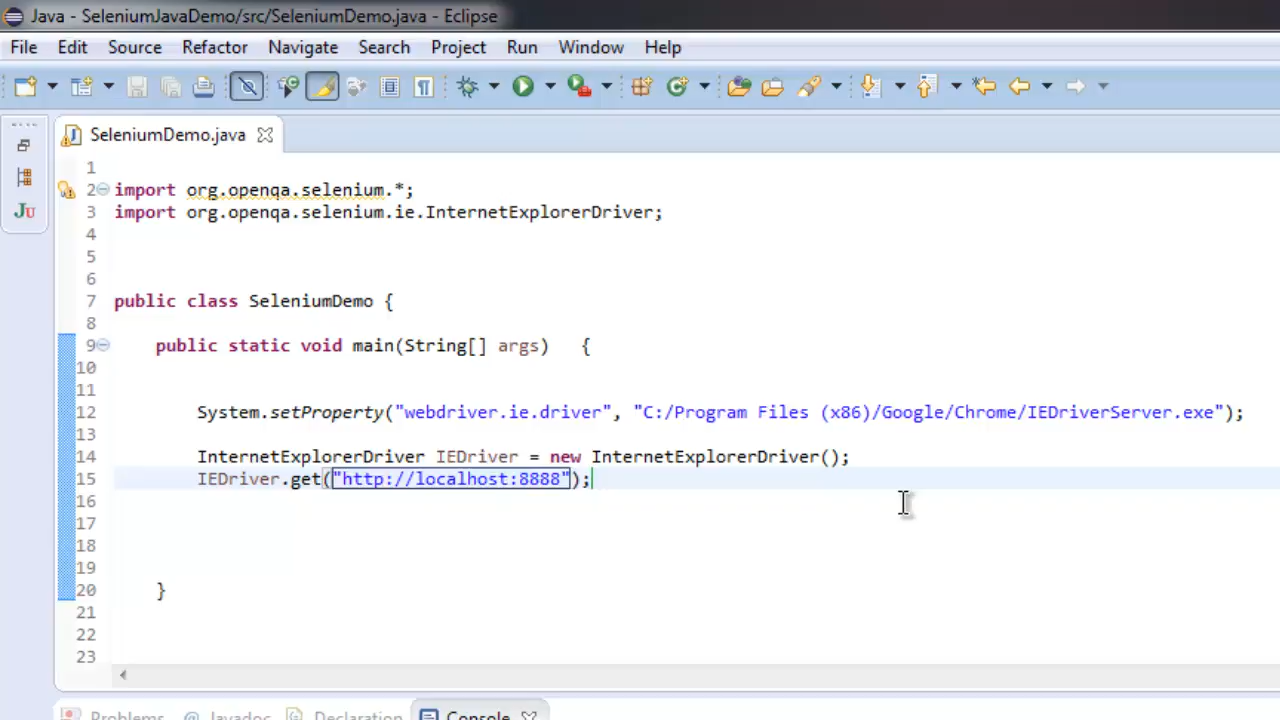 Java - SeleniumJavaDemo/src/SeleniumDemo.java - Eclipse
File Edit Source Refactor Navigate Search Project Run Window Help
SeleniumDemo.java
Ju
1
2 import org.openqa.selenium.*;
3 import org.openqa.selenium.ie.InternetExplorerDriver;
4
5
6
7 public class SeleniumDemo {
8
9 public static void main(String[] args) {
10
11
12 System.setProperty("webdriver.ie.driver", "C:/Program Files (x86)/Google/Chrome/IEDriverServer.exe");
13
14 InternetExplorerDriver IEDriver = new InternetExplorerDriver();
15 IEDriver.get("http://localhost:8888");
16
17
18
19
20 }
21
22
23
Problems @ Javadoc Declaration Console